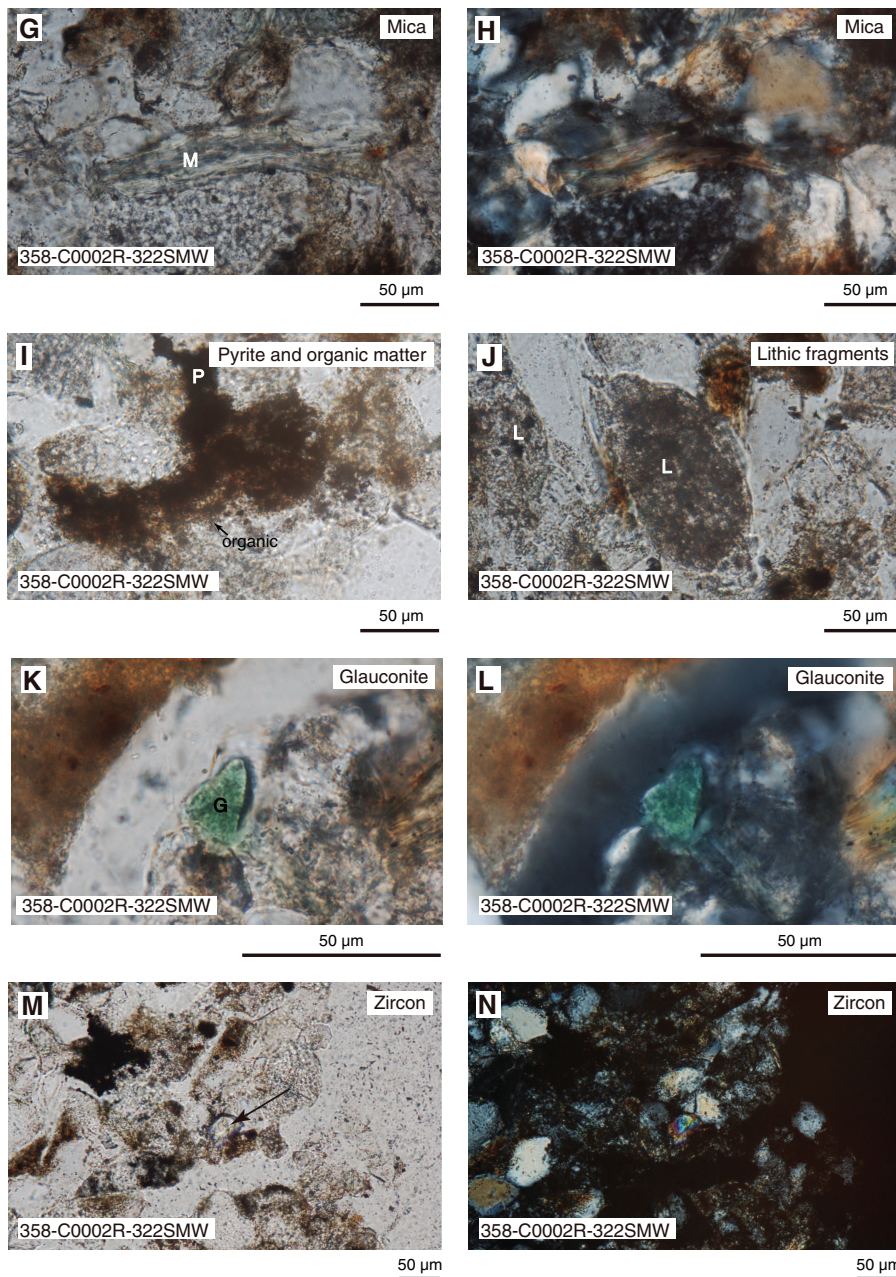 G
Mica
M
358-C0002R-322SMW
50 µm
H
Mica
358-C0002R-322SMW
50 µm
I
Pyrite and organic matter
P
organic
358-C0002R-322SMW
50 µm
J
Lithic fragments
L
L
358-C0002R-322SMW
50 µm
K
Glauconite
G
358-C0002R-322SMW
50 µm
L
Glauconite
358-C0002R-322SMW
50 µm
M
Zircon
358-C0002R-322SMW
50 µm
N
Zircon
358-C0002R-322SMW
50 µm